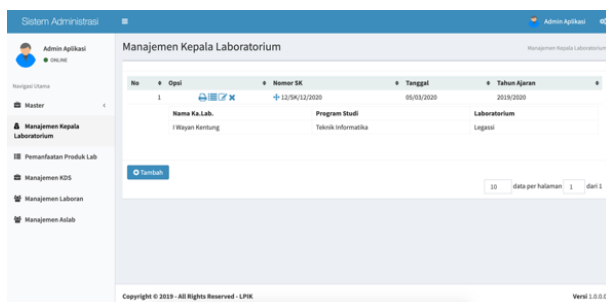 Sistem Administrasi
Admin Aplikasi
Admin Aplikasi
ONLINE
Manajemen Kepala Laboratorium
Manajemen Kepala Laboratorium
Navigasi Utama
Master
Manajemen Kepala
Laboratorium
Pemanfaatan Produk Lab
Manajemen KDS
Manajemen Laboran
Manajemen Aslab
No Opsi Nomor SK Tanggal Tahun Ajaran
1 12/SK/12/2020 05/03/2020 2019/2020
Nama Ka.Lab. Program Studi Laboratorium
I Wayan Kentung Teknik Informatika Legassi
Tambah
10 data per halaman 1 dari 1
Copyright © 2019 - All Rights Reserved - LPIK Versi 1.0.0.